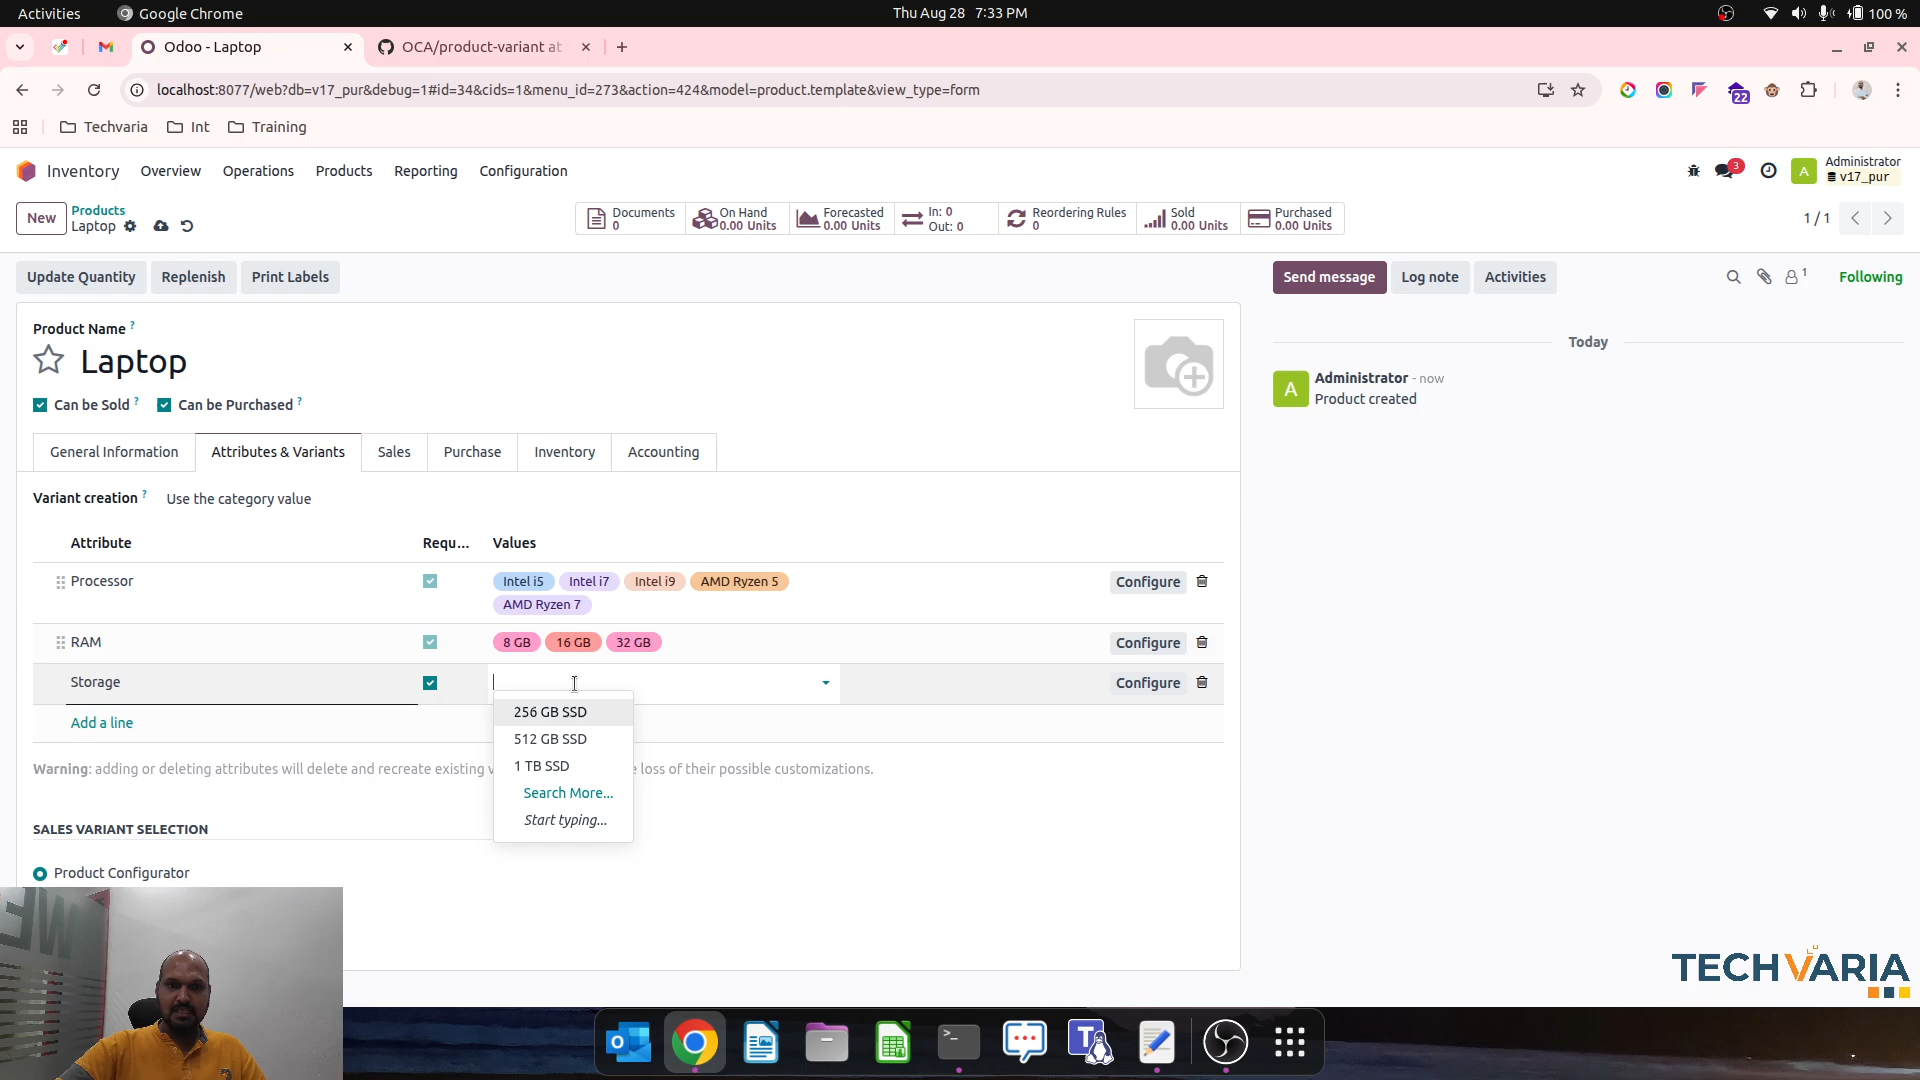 Activities
Google Chrome
Thu Aug 28 7:33 PM
100 %
Odoo - Laptop
OCA/product-variant at
localhost:8077/web?db=v17_pur&debug=1#id=34&cids=1&menu_id=273&action=424&model=product.template&view_type=form
22
Techvaria
Int
Training
Inventory
Overview
Operations
Products
Reporting
Configuration
3
A
Administrator
v17_pur
New
Products
Laptop
Documents
0
On Hand
0.00 Units
Forecasted
0.00 Units
In: 0
Out: 0
Reordering Rules
0
Sold
0.00 Units
Purchased
0.00 Units
1 / 1
Update Quantity
Replenish
Print Labels
Send message
Log note
Activities
1
Following
Product Name ?
Laptop
Can be Sold ?
Can be Purchased ?
Today
A
Administrator - now
Product created
General Information
Attributes & Variants
Sales
Purchase
Inventory
Accounting
Variant creation ? Use the category value
Attribute
Requ...
Values
Processor
Intel i5
Intel i7
Intel i9
AMD Ryzen 5
AMD Ryzen 7
Configure
RAM
8 GB
16 GB
32 GB
Configure
Storage
Configure
256 GB SSD
512 GB SSD
1 TB SSD
Search More...
Start typing...
Add a line
Warning: adding or deleting attributes will delete and recreate existing v
loss of their possible customizations.
SALES VARIANT SELECTION
Product Configurator
TECHVARIA